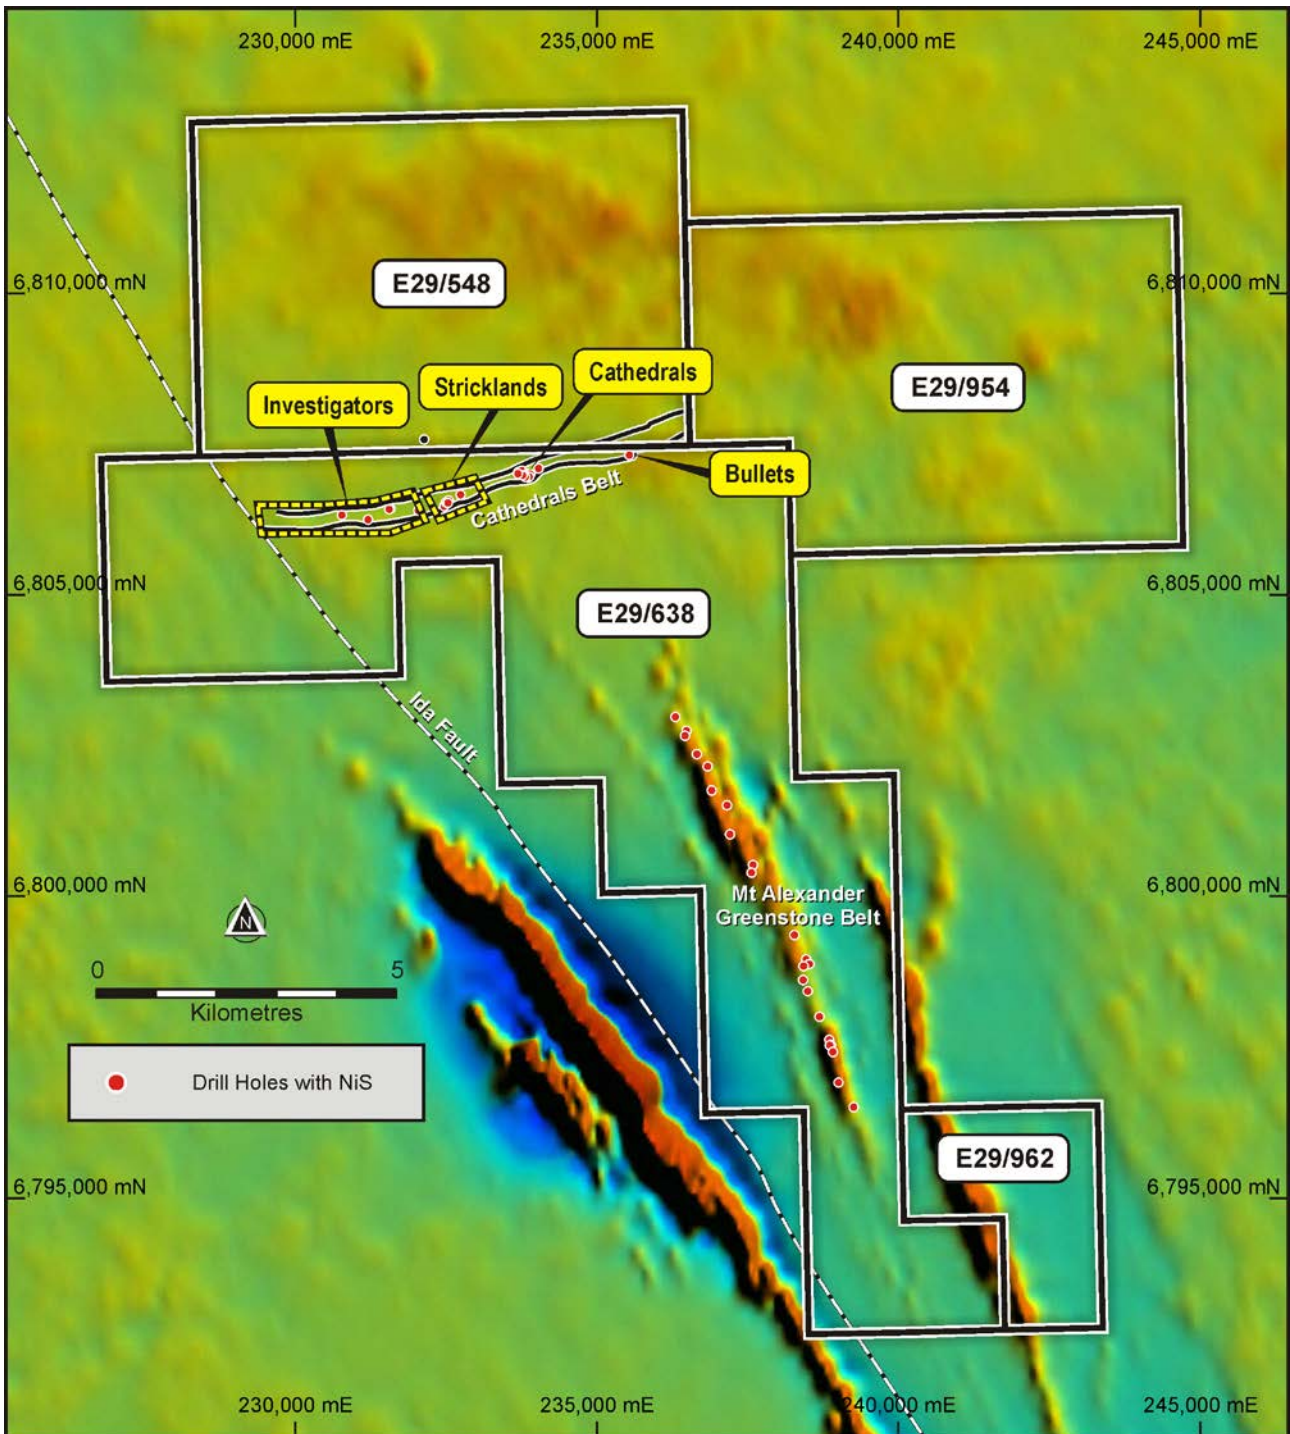 230,000 mE
235,000 mE
240,000 mE
245,000 mE
6,810,000 mN
6,810,000 mN
E29/548
E29/954
Cathedrals
Stricklands
Investigators
Bullets
Cathedrals Belt
6,805,000 mN
6,805,000 mN
E29/638
Ida Fault
6,800,000 mN
6,800,000 mN
Mt Alexander
Greenstone Belt
N
0 5
Kilometres
Drill Holes with NiS
E29/962
6,795,000 mN
6,795,000 mN
230,000 mE
235,000 mE
240,000 mE
245,000 mE